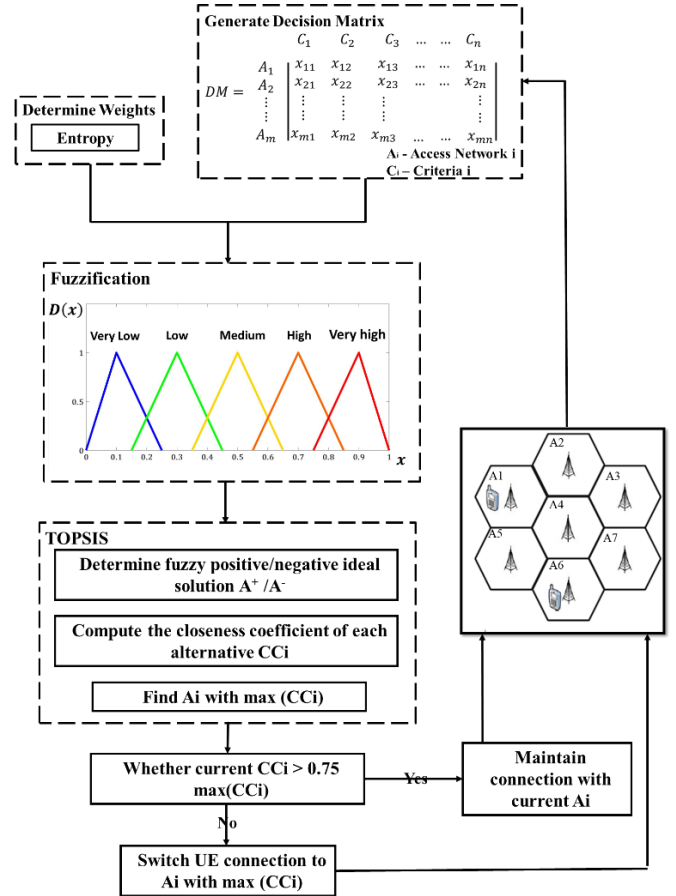 Generate Decision Matrix
C1 C2 C3 ... ... Cn
A1 x11 x12 x13 ... ... x1n
DM = A2 x21 x22 x23 ... ... x2n
⋮ ⋮ ⋮ ⋮ ⋮
Am xm1 xm2 xm3 ... ... xmn
Ai - Access Network i
Ci – Criteria i
Determine Weights
Entropy
Fuzzification
D(x)
Very Low Low Medium High Very high
1
0.5
0
0 0.1 0.2 0.3 0.4 0.5 0.6 0.7 0.8 0.9 1
x
A2
A1 A3
A4
A5 A7
A6
TOPSIS
Determine fuzzy positive/negative ideal
solution A+ /A-
Compute the closeness coefficient of each
alternative CCi
Find Ai with max (CCi)
Whether current CCi > 0.75
max(CCi)
Yes
Maintain
connection with
current Ai
No
Switch UE connection to
Ai with max (CCi)